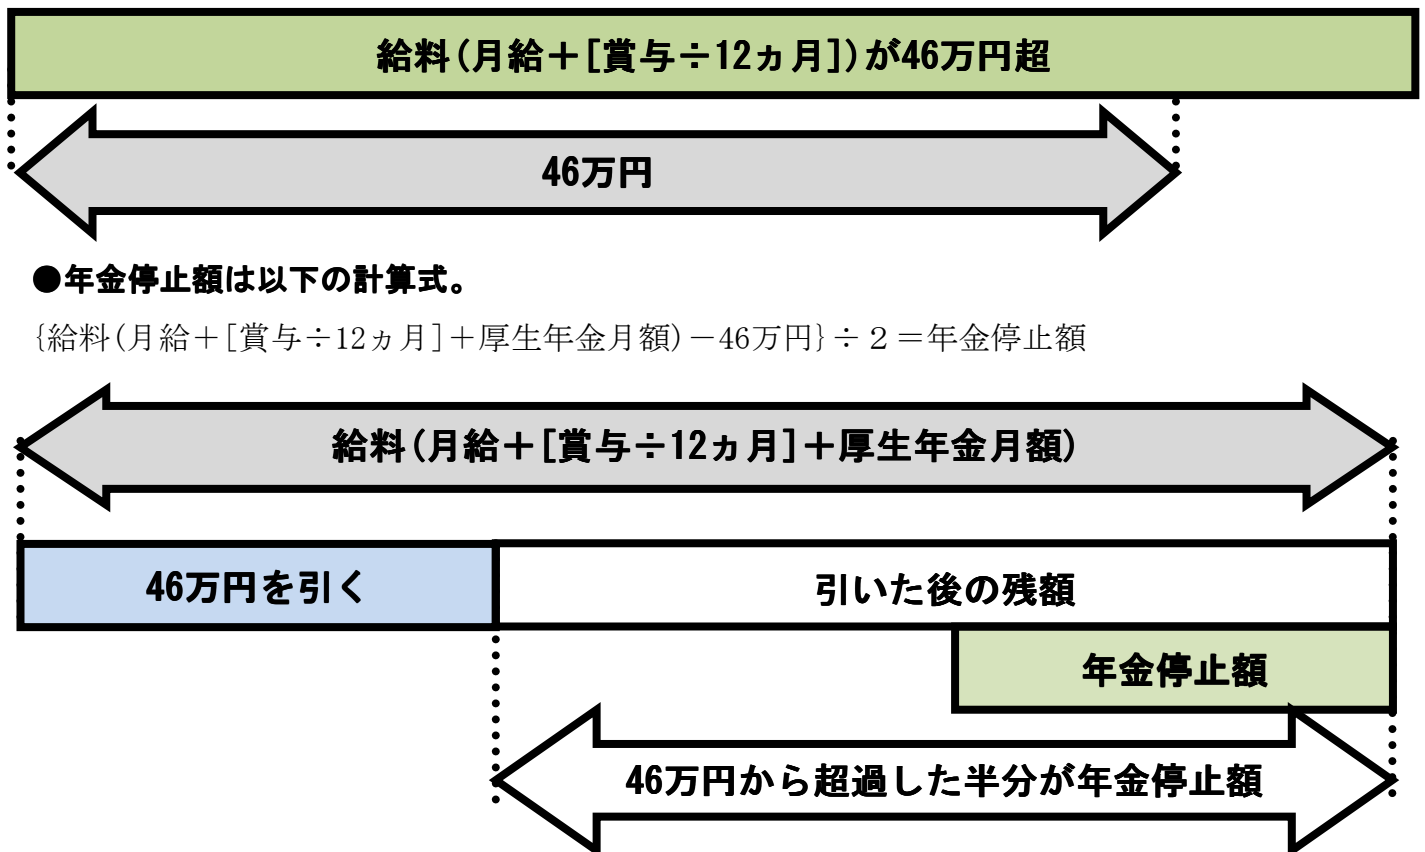 給料(月給＋[賞与÷12ヵ月])が46万円超
46万円
●年金停止額は以下の計算式。
{給料(月給＋[賞与÷12ヵ月]＋厚生年金月額)－46万円}÷２＝年金停止額
給料(月給＋[賞与÷12ヵ月]＋厚生年金月額)
46万円を引く
引いた後の残額
年金停止額
46万円から超過した半分が年金停止額